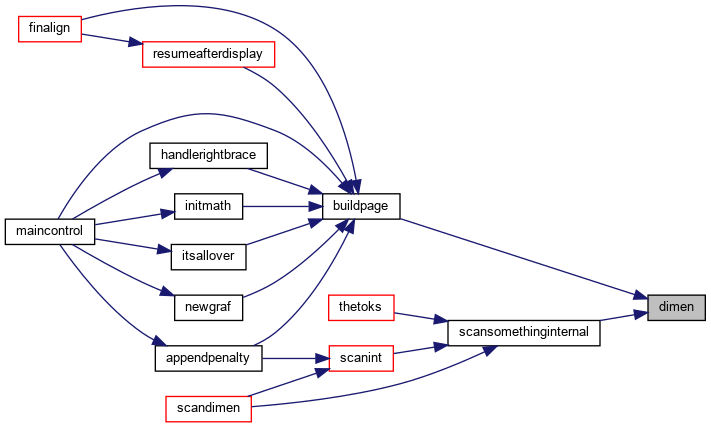 finalign
resumeafterdisplay
handlerightbrace
initmath
buildpage
maincontrol
itsallover
newgraf
thetoks
dimen
scansomethinginternal
appendpenalty
scanint
scandimen